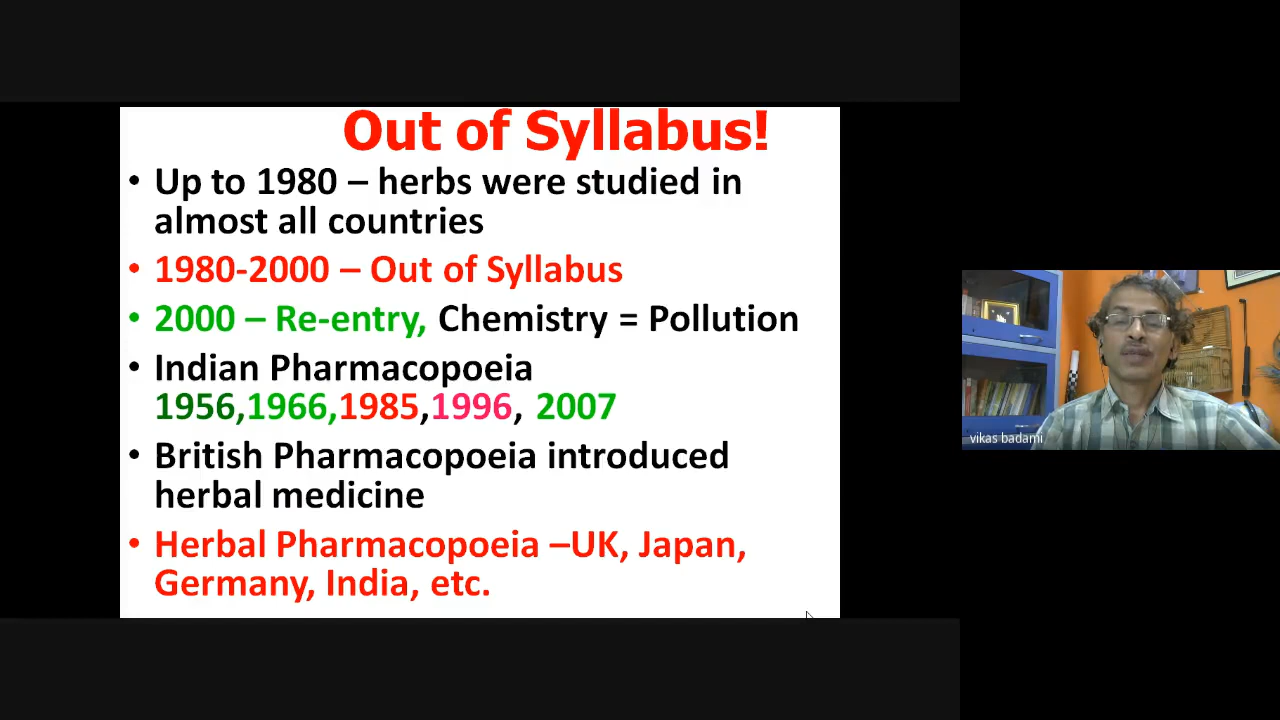 Out of Syllabus!
• Up to 1980 – herbs were studied in
almost all countries
• 1980-2000 – Out of Syllabus
• 2000 – Re-entry, Chemistry = Pollution
• Indian Pharmacopoeia
1956,1966,1985,1996, 2007
• British Pharmacopoeia introduced
herbal medicine
• Herbal Pharmacopoeia –UK, Japan,
Germany, India, etc.
vikas badami